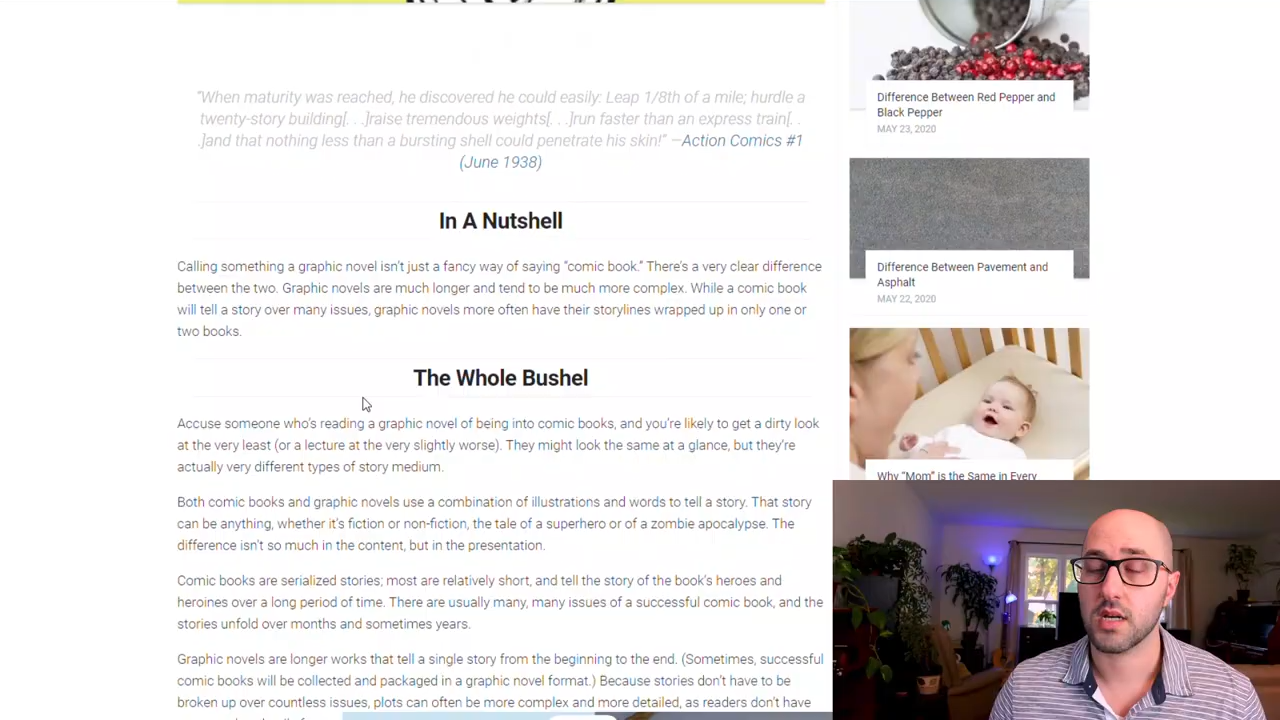 "When maturity was reached, he discovered he could easily: Leap 1/8th of a mile; hurdle a
twenty-story building[. . .]raise tremendous weights[. . .]run faster than an express train[. .
.]and that nothing less than a bursting shell could penetrate his skin!" —Action Comics #1
(June 1938)
In A Nutshell
Calling something a graphic novel isn't just a fancy way of saying "comic book." There's a very clear difference
between the two. Graphic novels are much longer and tend to be much more complex. While a comic book
will tell a story over many issues, graphic novels more often have their storylines wrapped up in only one or
two books.
The Whole Bushel
Accuse someone who's reading a graphic novel of being into comic books, and you're likely to get a dirty look
at the very least (or a lecture at the very slightly worse). They might look the same at a glance, but they're
actually very different types of story medium.
Both comic books and graphic novels use a combination of illustrations and words to tell a story. That story
can be anything, whether it's fiction or non-fiction, the tale of a superhero or of a zombie apocalypse. The
difference isn't so much in the content, but in the presentation.
Comic books are serialized stories; most are relatively short, and tell the story of the book's heroes and
heroines over a long period of time. There are usually many, many issues of a successful comic book, and the
stories unfold over months and sometimes years.
Graphic novels are longer works that tell a single story from the beginning to the end. (Sometimes, successful
comic books will be collected and packaged in a graphic novel format.) Because stories don't have to be
broken up over countless issues, plots can often be more complex and more detailed, as readers don't have
Difference Between Red Pepper and
Black Pepper
MAY 23, 2020
Difference Between Pavement and
Asphalt
MAY 22, 2020
Why "Mom" is the Same in Every